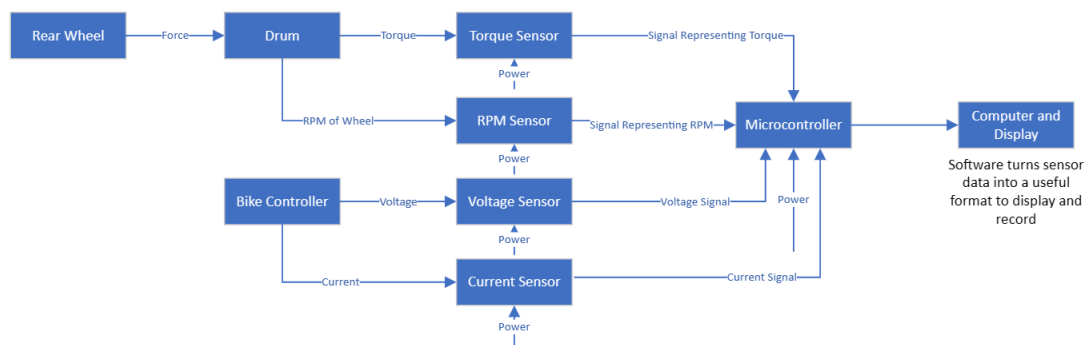 Rear Wheel
Force
Drum
Torque
Torque Sensor
Signal Representing Torque
Power
RPM of Wheel
RPM Sensor
Signal Representing RPM
Microcontroller
Computer and
Display
Power
Software turns sensor
data into a useful
format to display and
record
Bike Controller
Voltage
Voltage Sensor
Voltage Signal
Power
Power
Current
Current Sensor
Current Signal
Power